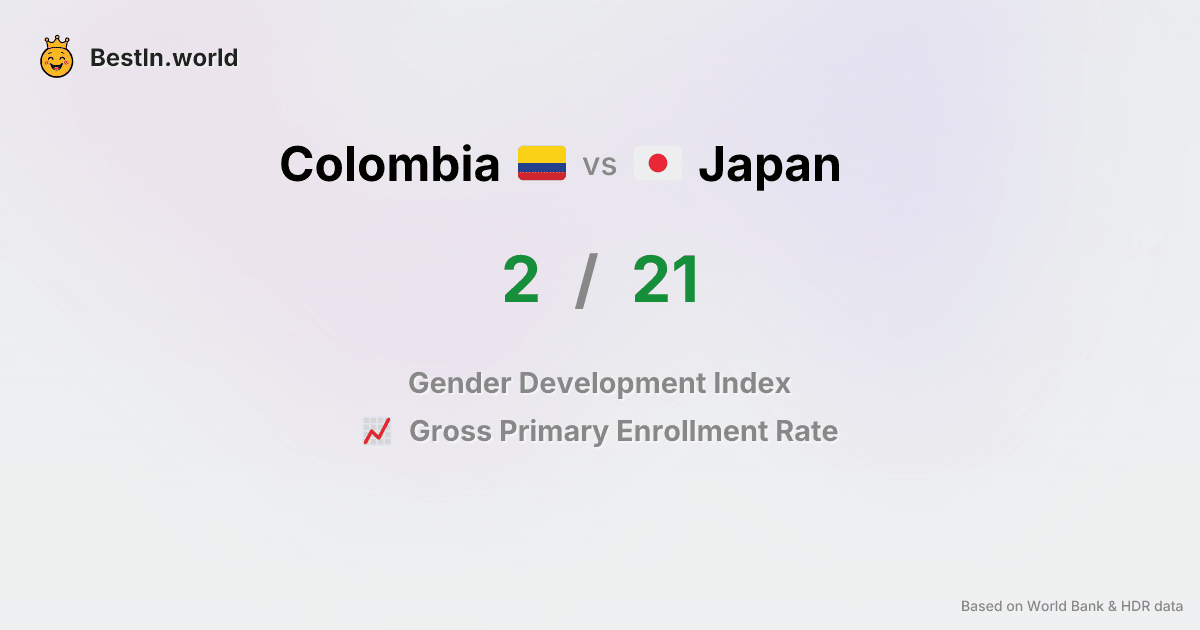 BestIn.world
Colombia vs Japan
2 / 21
Gender Development Index
Gross Primary Enrollment Rate
Based on World Bank & HDR data